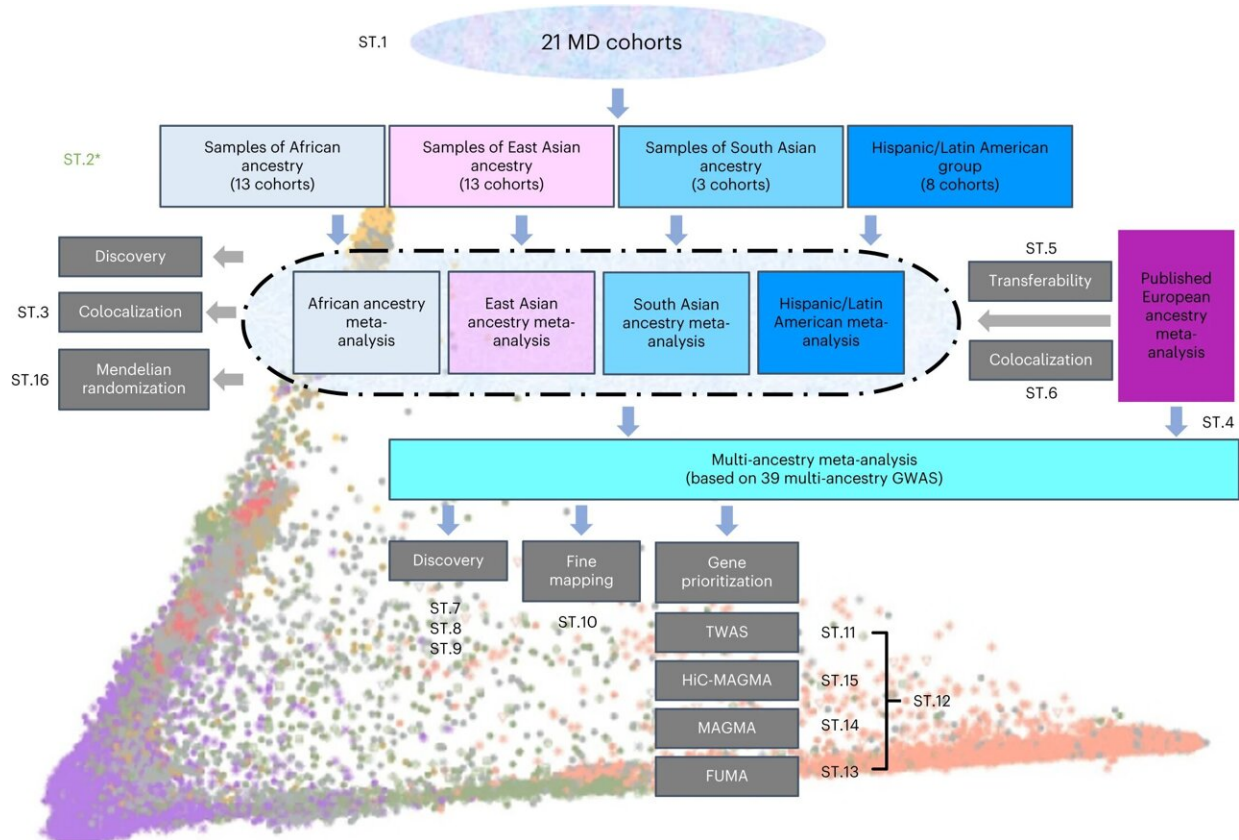 ST.1
21 MD cohorts
ST.2*
Samples of African
ancestry
(13 cohorts)
Samples of East Asian
ancestry
(13 cohorts)
Samples of South Asian
ancestry
(3 cohorts)
Hispanic/Latin American
group
(8 cohorts)
Discovery
ST.3
Colocalization
ST.16
Mendelian
randomization
African ancestry
meta-
analysis
East Asian
ancestry meta-
analysis
South Asian
ancestry meta-
analysis
Hispanic/Latin
American meta-
analysis
ST.5
Transferability
Colocalization
ST.6
Published
European
ancestry
meta-
analysis
ST.4
Multi-ancestry meta-analysis
(based on 39 multi-ancestry GWAS)
Discovery
ST.7
ST.8
ST.9
Fine
mapping
ST.10
Gene
prioritization
TWAS
ST.11
HiC-MAGMA
ST.15
MAGMA
ST.14
FUMA
ST.13
ST.12